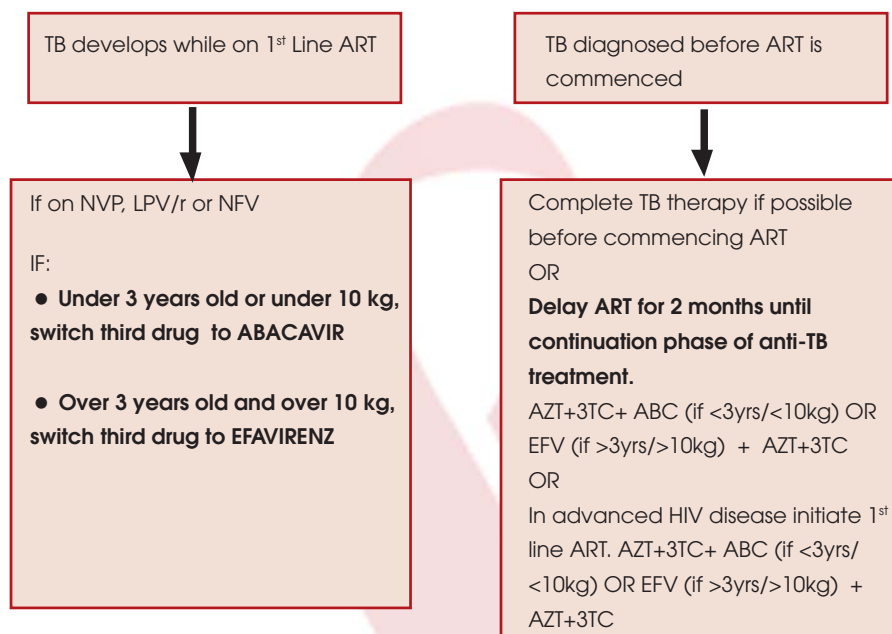 TB develops while on 1st Line ART
If on NVP, LPV/r or NFV
IF:
● Under 3 years old or under 10 kg,
switch third drug to ABACAVIR
● Over 3 years old and over 10 kg,
switch third drug to EFAVIRENZ
TB diagnosed before ART is
commenced
Complete TB therapy if possible
before commencing ART
OR
Delay ART for 2 months until
continuation phase of anti-TB
treatment.
AZT+3TC+ ABC (if <3yrs/<10kg) OR
EFV (if >3yrs/>10kg) + AZT+3TC
OR
In advanced HIV disease initiate 1st
line ART. AZT+3TC+ ABC (if <3yrs/
<10kg) OR EFV (if >3yrs/>10kg) +
AZT+3TC